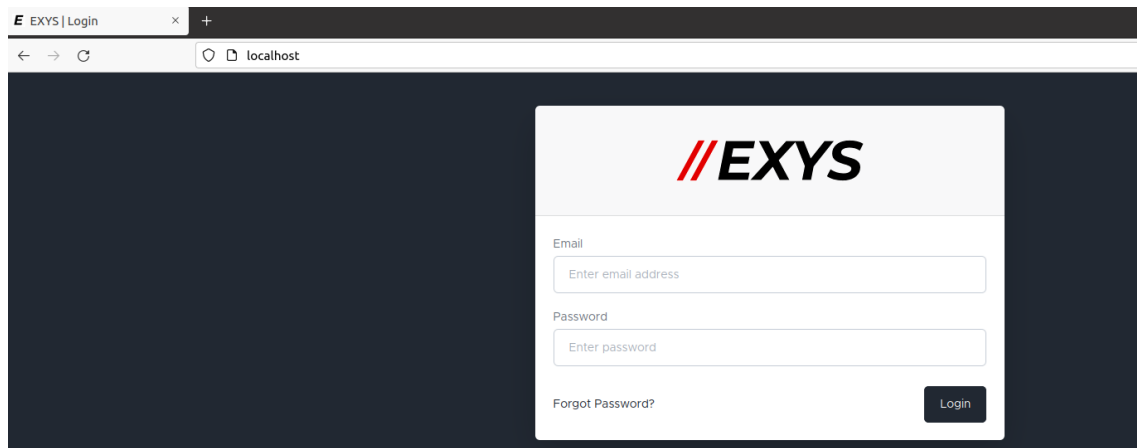 E EXYS | Login × +
localhost
//EXYS
Email
Enter email address
Password
Enter password
Forgot Password? Login